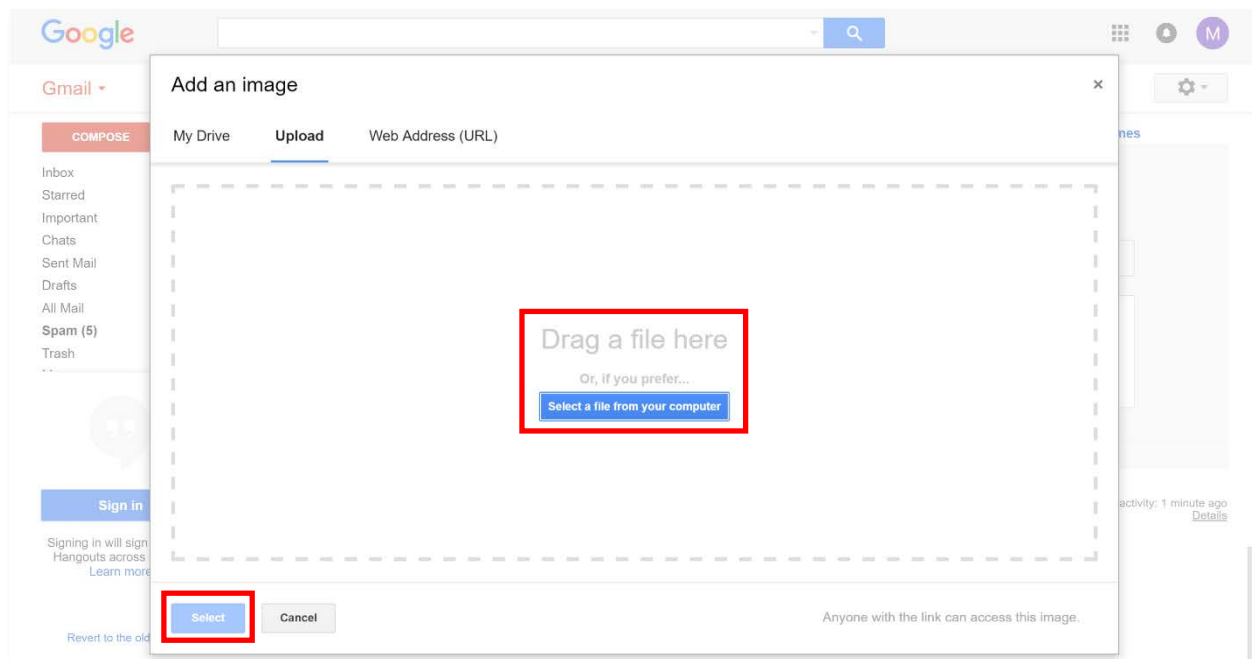 Google
M
Gmail
Add an image
×
COMPOSE
My Drive
Upload
Web Address (URL)
nes
Inbox
Starred
Important
Chats
Sent Mail
Drafts
All Mail
Spam (5)
Trash
Drag a file here
Or, if you prefer...
Select a file from your computer
Sign in
activity: 1 minute ago
Details
Signing in will sign
Hangouts across
Learn more
Select
Cancel
Anyone with the link can access this image.
Revert to the old